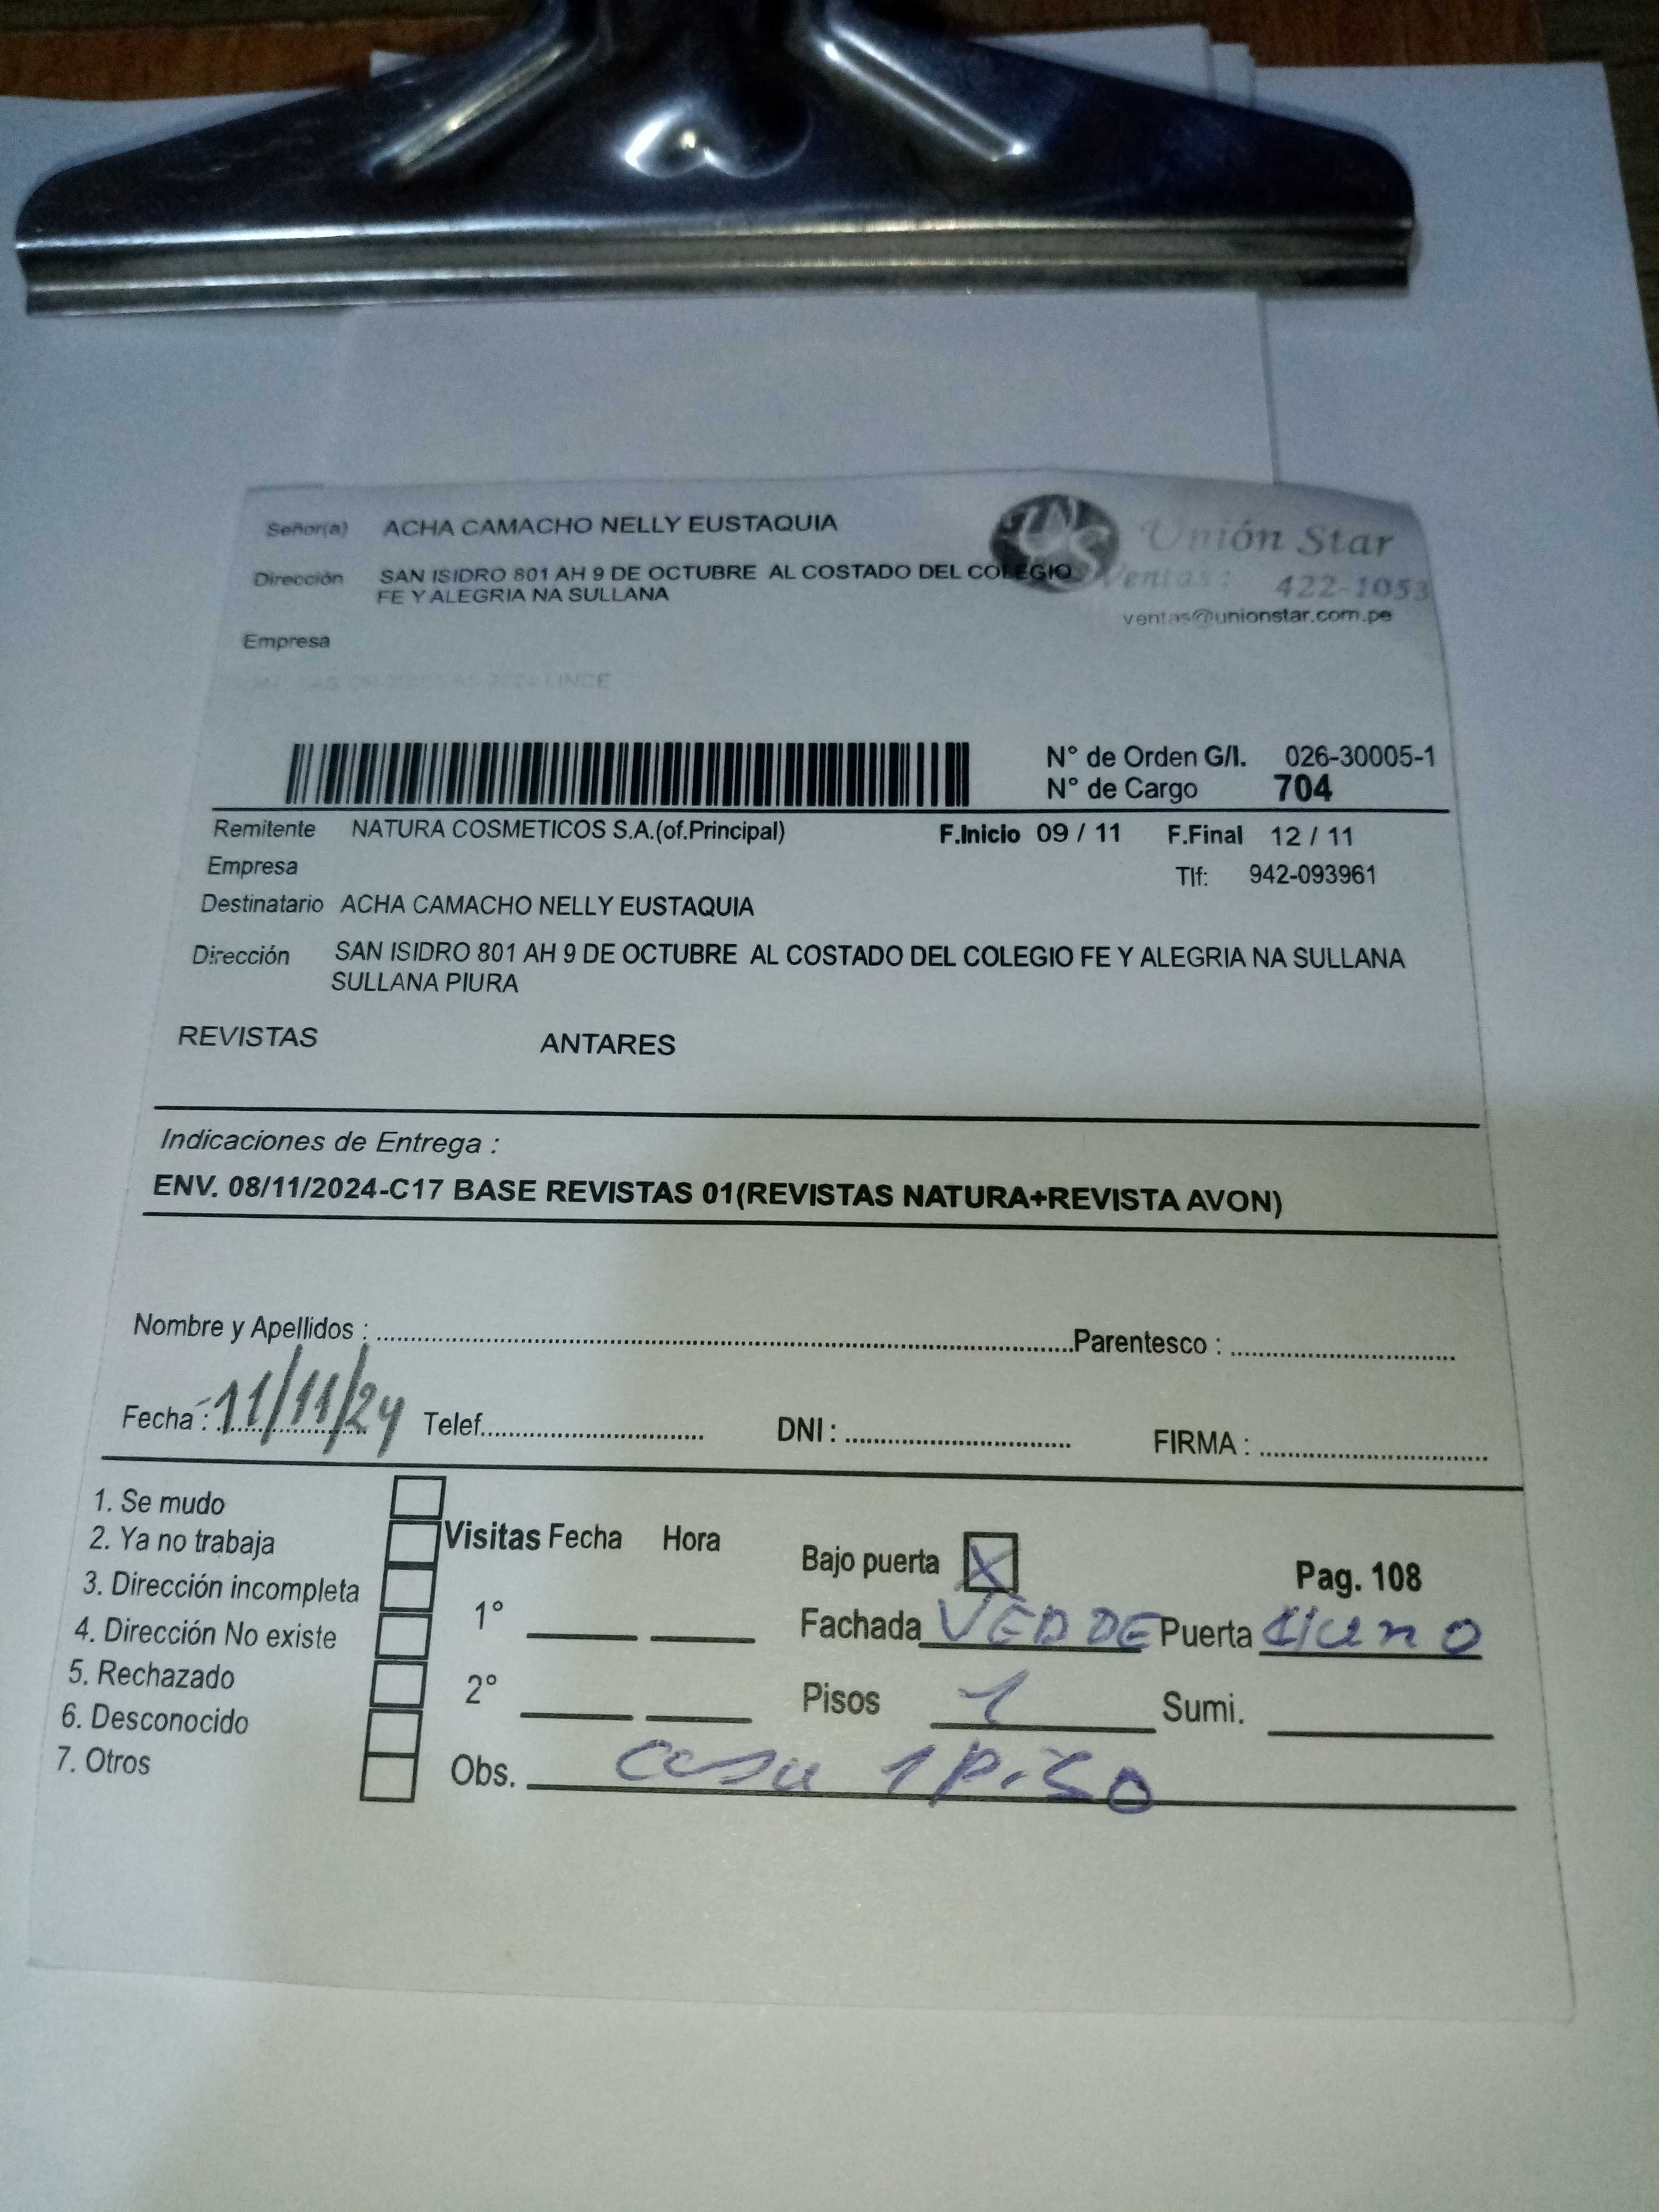 Señor(a) ACHA CAMACHO NELLY EUSTAQUIA
Unión Star
Dirección SAN ISIDRO 801 AH 9 DE OCTUBRE AL COSTADO DEL COLEGIO
FE Y ALEGRIA NA SULLANA
Ventas: 422-1053
ventas@unionstar.com.pe
Empresa
LINCE
N° de Orden G/I. 026-30005-1
N° de Cargo 704
Remitente NATURA COSMETICOS S.A.(of.Principal) F.Inicio 09 / 11 F.Final 12 / 11
Empresa Tlf: 942-093961
Destinatario ACHA CAMACHO NELLY EUSTAQUIA
Dirección SAN ISIDRO 801 AH 9 DE OCTUBRE AL COSTADO DEL COLEGIO FE Y ALEGRIA NA SULLANA
SULLANA PIURA
REVISTAS ANTARES
Indicaciones de Entrega :
ENV. 08/11/2024-C17 BASE REVISTAS 01(REVISTAS NATURA+REVISTA AVON)
Nombre y Apellidos : Parentesco :
Fecha : 11/11/24 Telef. DNI : FIRMA :
1. Se mudo
2. Ya no trabaja
3. Dirección incompleta
4. Dirección No existe
5. Rechazado
6. Desconocido
7. Otros
Visitas Fecha Hora
1°
2°
Bajo puerta X Pag. 108
Fachada VERDE Puerta
Pisos 1 Sumi.
Obs. casa 1 piso